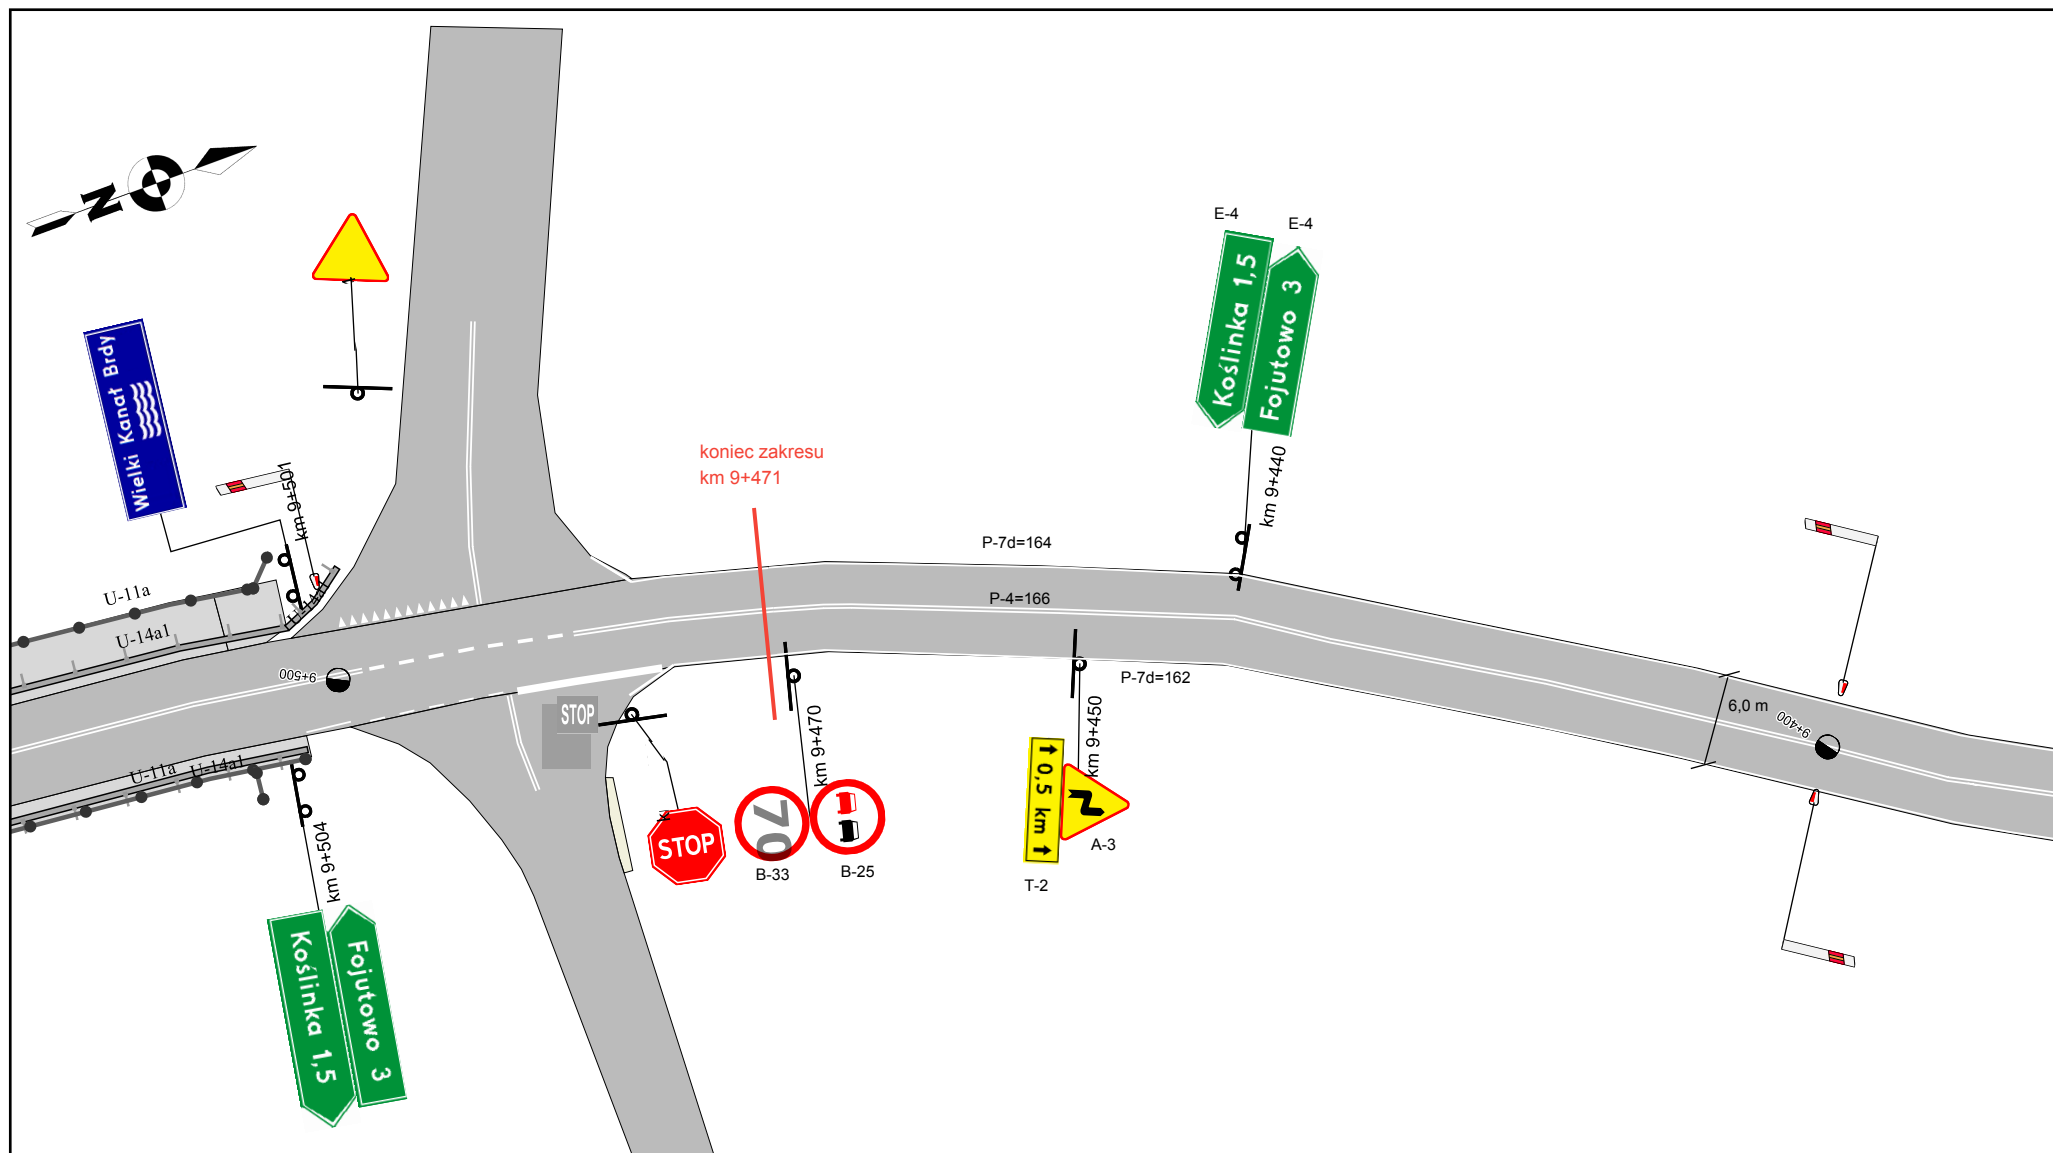 N
E-4
E-4
Koślinka 1,5
Fojutowo 3
km 9+440
Wielki Kanał Brdy
km 9+501
koniec zakresu
km 9+471
P-7d=164
P-4=166
P-7d=162
U-11a
U-14a1
9+500
U-11a
U-14a1
STOP
km 9+504
STOP
70
B-33
B-25
km 9+470
km 9+450
0,5 km
A-3
T-2
6,0 m
9+400
Koślinka 1,5
Fojutowo 3